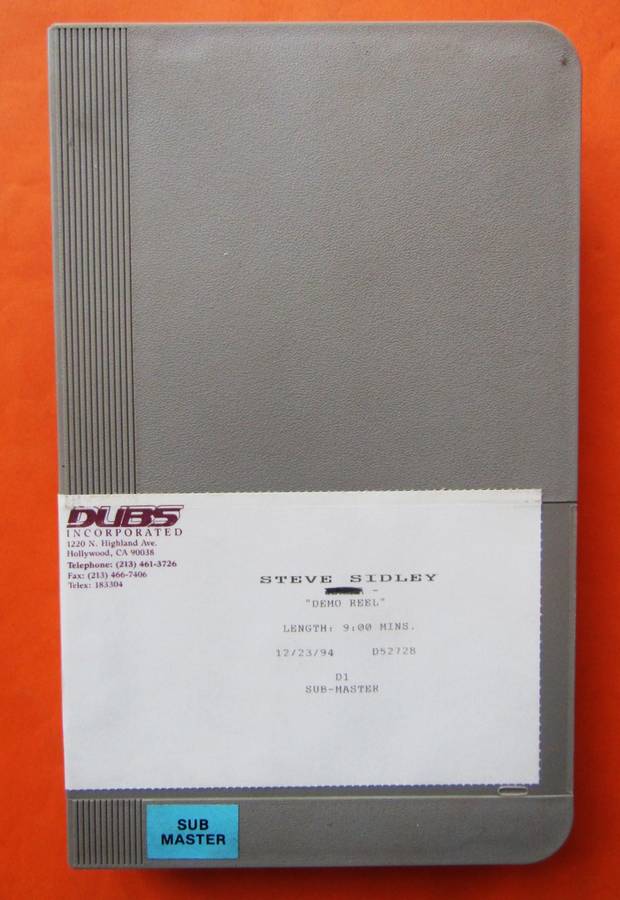 DUBS
INCORPORATED
1220 N. Highland Ave.
Hollywood, CA 90038
Telephone: (213) 461-3726
Fax: (213) 466-7406
Telex: 183304
STEVE SIDLEY
-
"DEMO REEL"
LENGTH: 9:00 MINS.
12/23/94 D52728
D1
SUB-MASTER
SUB
MASTER